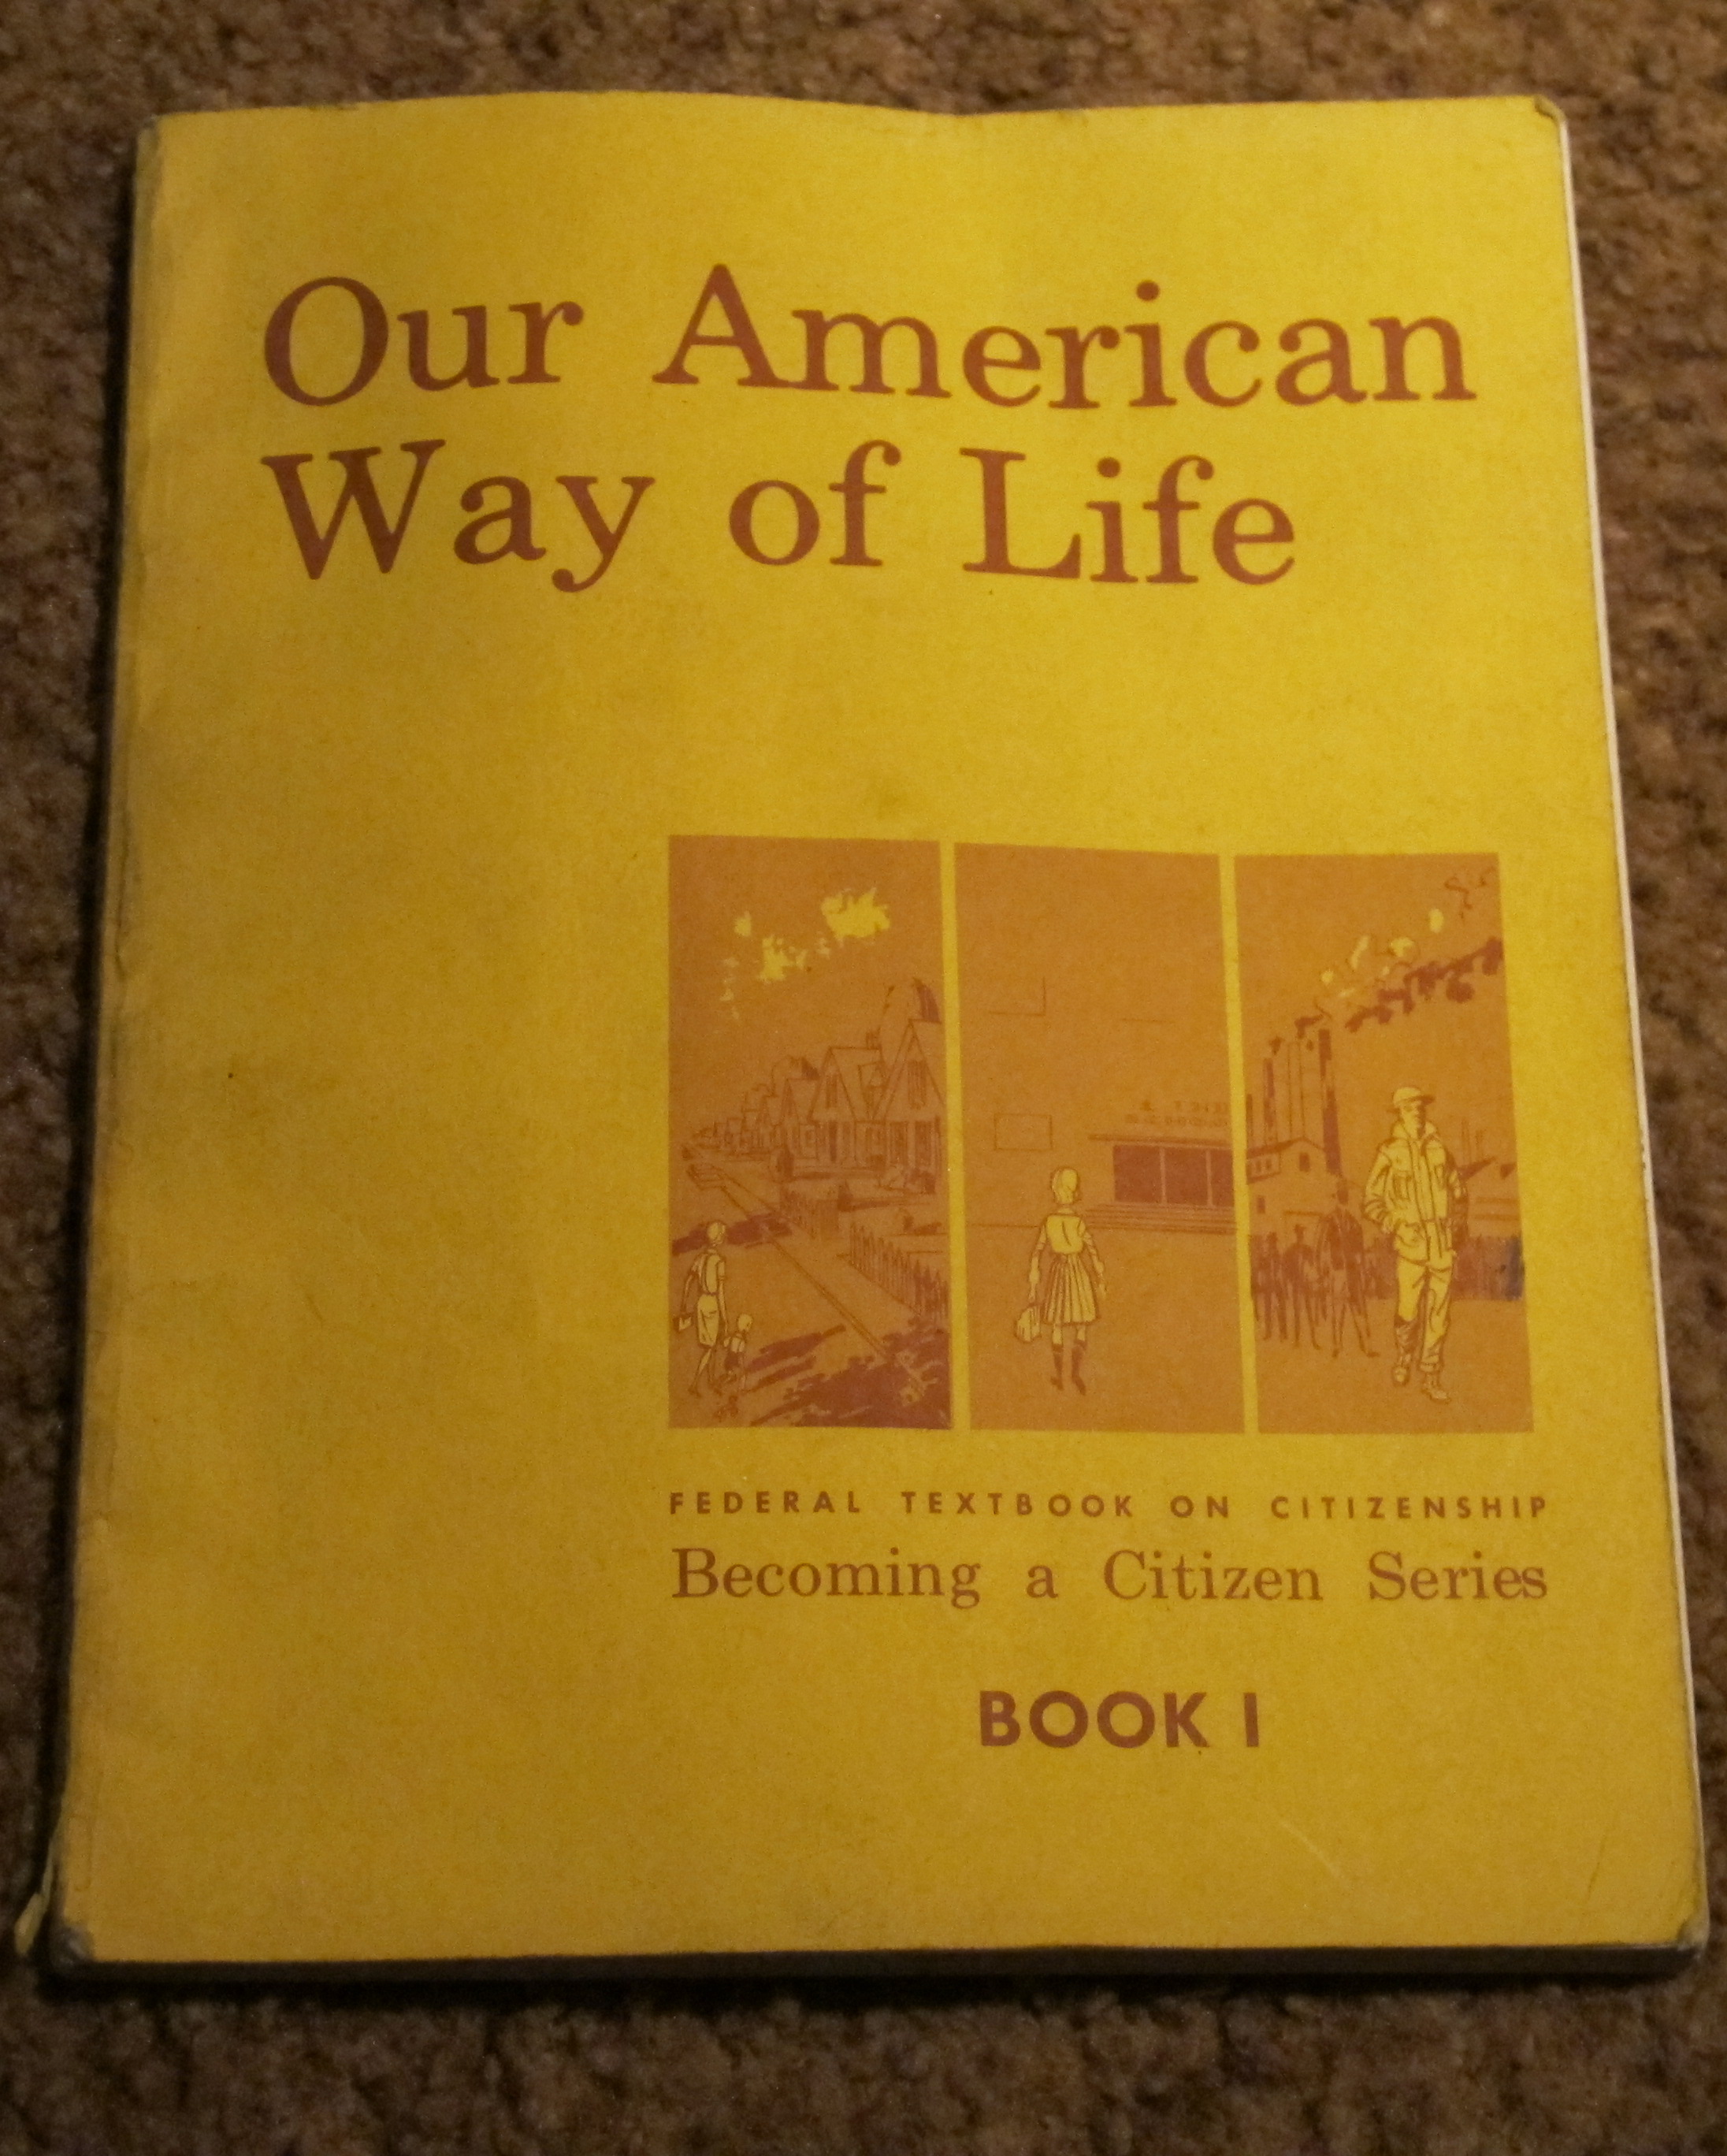 Our American
Way of Life
FEDERAL TEXTBOOK ON CITIZENSHIP
Becoming a Citizen Series
BOOK I